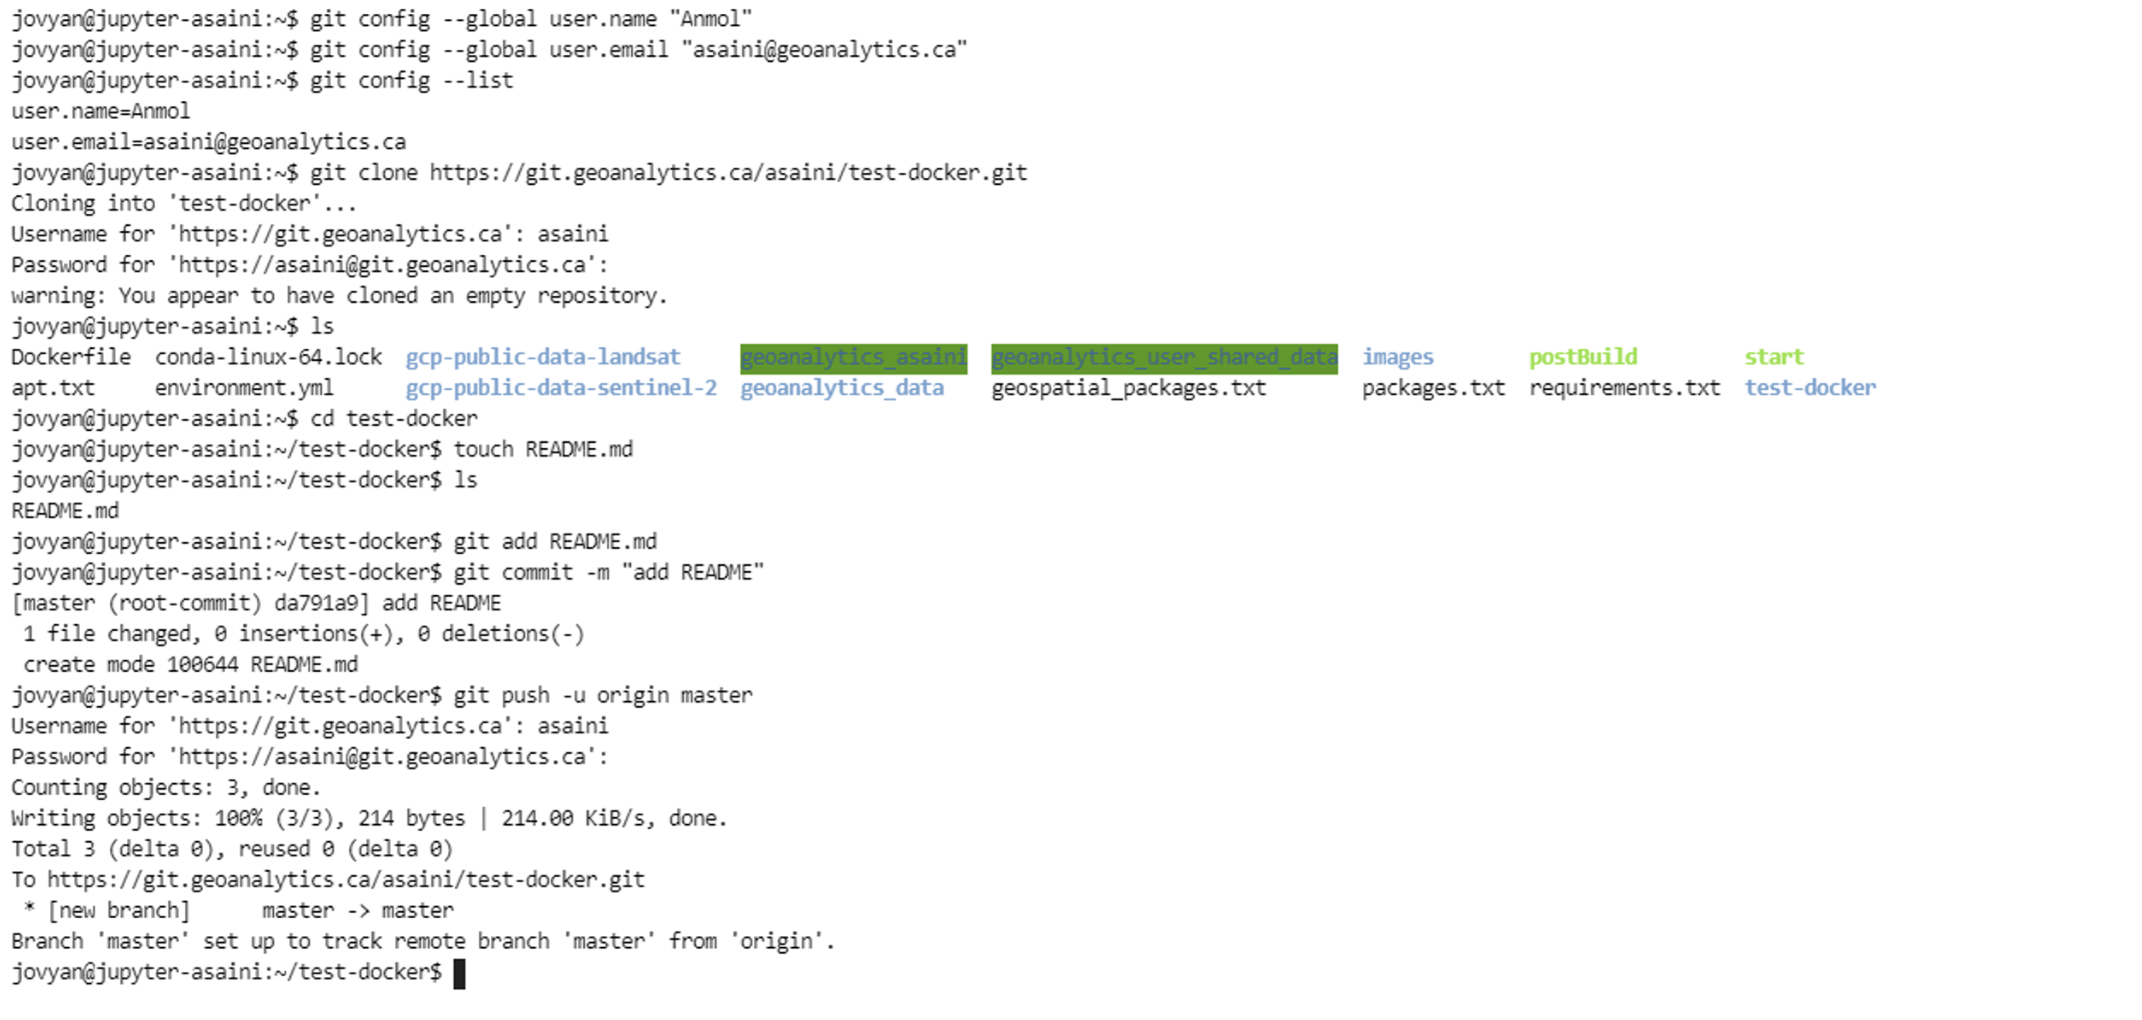 jovyan@jupyter-asaini:~$ git config --global user.name "Anmol"
jovyan@jupyter-asaini:~$ git config --global user.email "asaini@geoanalytics.ca"
jovyan@jupyter-asaini:~$ git config --list
user.name=Anmol
user.email=asaini@geoanalytics.ca
jovyan@jupyter-asaini:~$ git clone https://git.geoanalytics.ca/asaini/test-docker.git
Cloning into 'test-docker'...
Username for 'https://git.geoanalytics.ca': asaini
Password for 'https://asaini@git.geoanalytics.ca':
warning: You appear to have cloned an empty repository.
jovyan@jupyter-asaini:~$ ls
Dockerfile  conda-linux-64.lock  gcp-public-data-landsat     geoanalytics_asaini  geoanalytics_user_shared_data  images        postBuild         start
apt.txt     environment.yml      gcp-public-data-sentinel-2  geoanalytics_data    geospatial_packages.txt        packages.txt  requirements.txt  test-docker
jovyan@jupyter-asaini:~$ cd test-docker
jovyan@jupyter-asaini:~/test-docker$ touch README.md
jovyan@jupyter-asaini:~/test-docker$ ls
README.md
jovyan@jupyter-asaini:~/test-docker$ git add README.md
jovyan@jupyter-asaini:~/test-docker$ git commit -m "add README"
[master (root-commit) da791a9] add README
 1 file changed, 0 insertions(+), 0 deletions(-)
 create mode 100644 README.md
jovyan@jupyter-asaini:~/test-docker$ git push -u origin master
Username for 'https://git.geoanalytics.ca': asaini
Password for 'https://asaini@git.geoanalytics.ca':
Counting objects: 3, done.
Writing objects: 100% (3/3), 214 bytes | 214.00 KiB/s, done.
Total 3 (delta 0), reused 0 (delta 0)
To https://git.geoanalytics.ca/asaini/test-docker.git
 * [new branch]      master -> master
Branch 'master' set up to track remote branch 'master' from 'origin'.
jovyan@jupyter-asaini:~/test-docker$